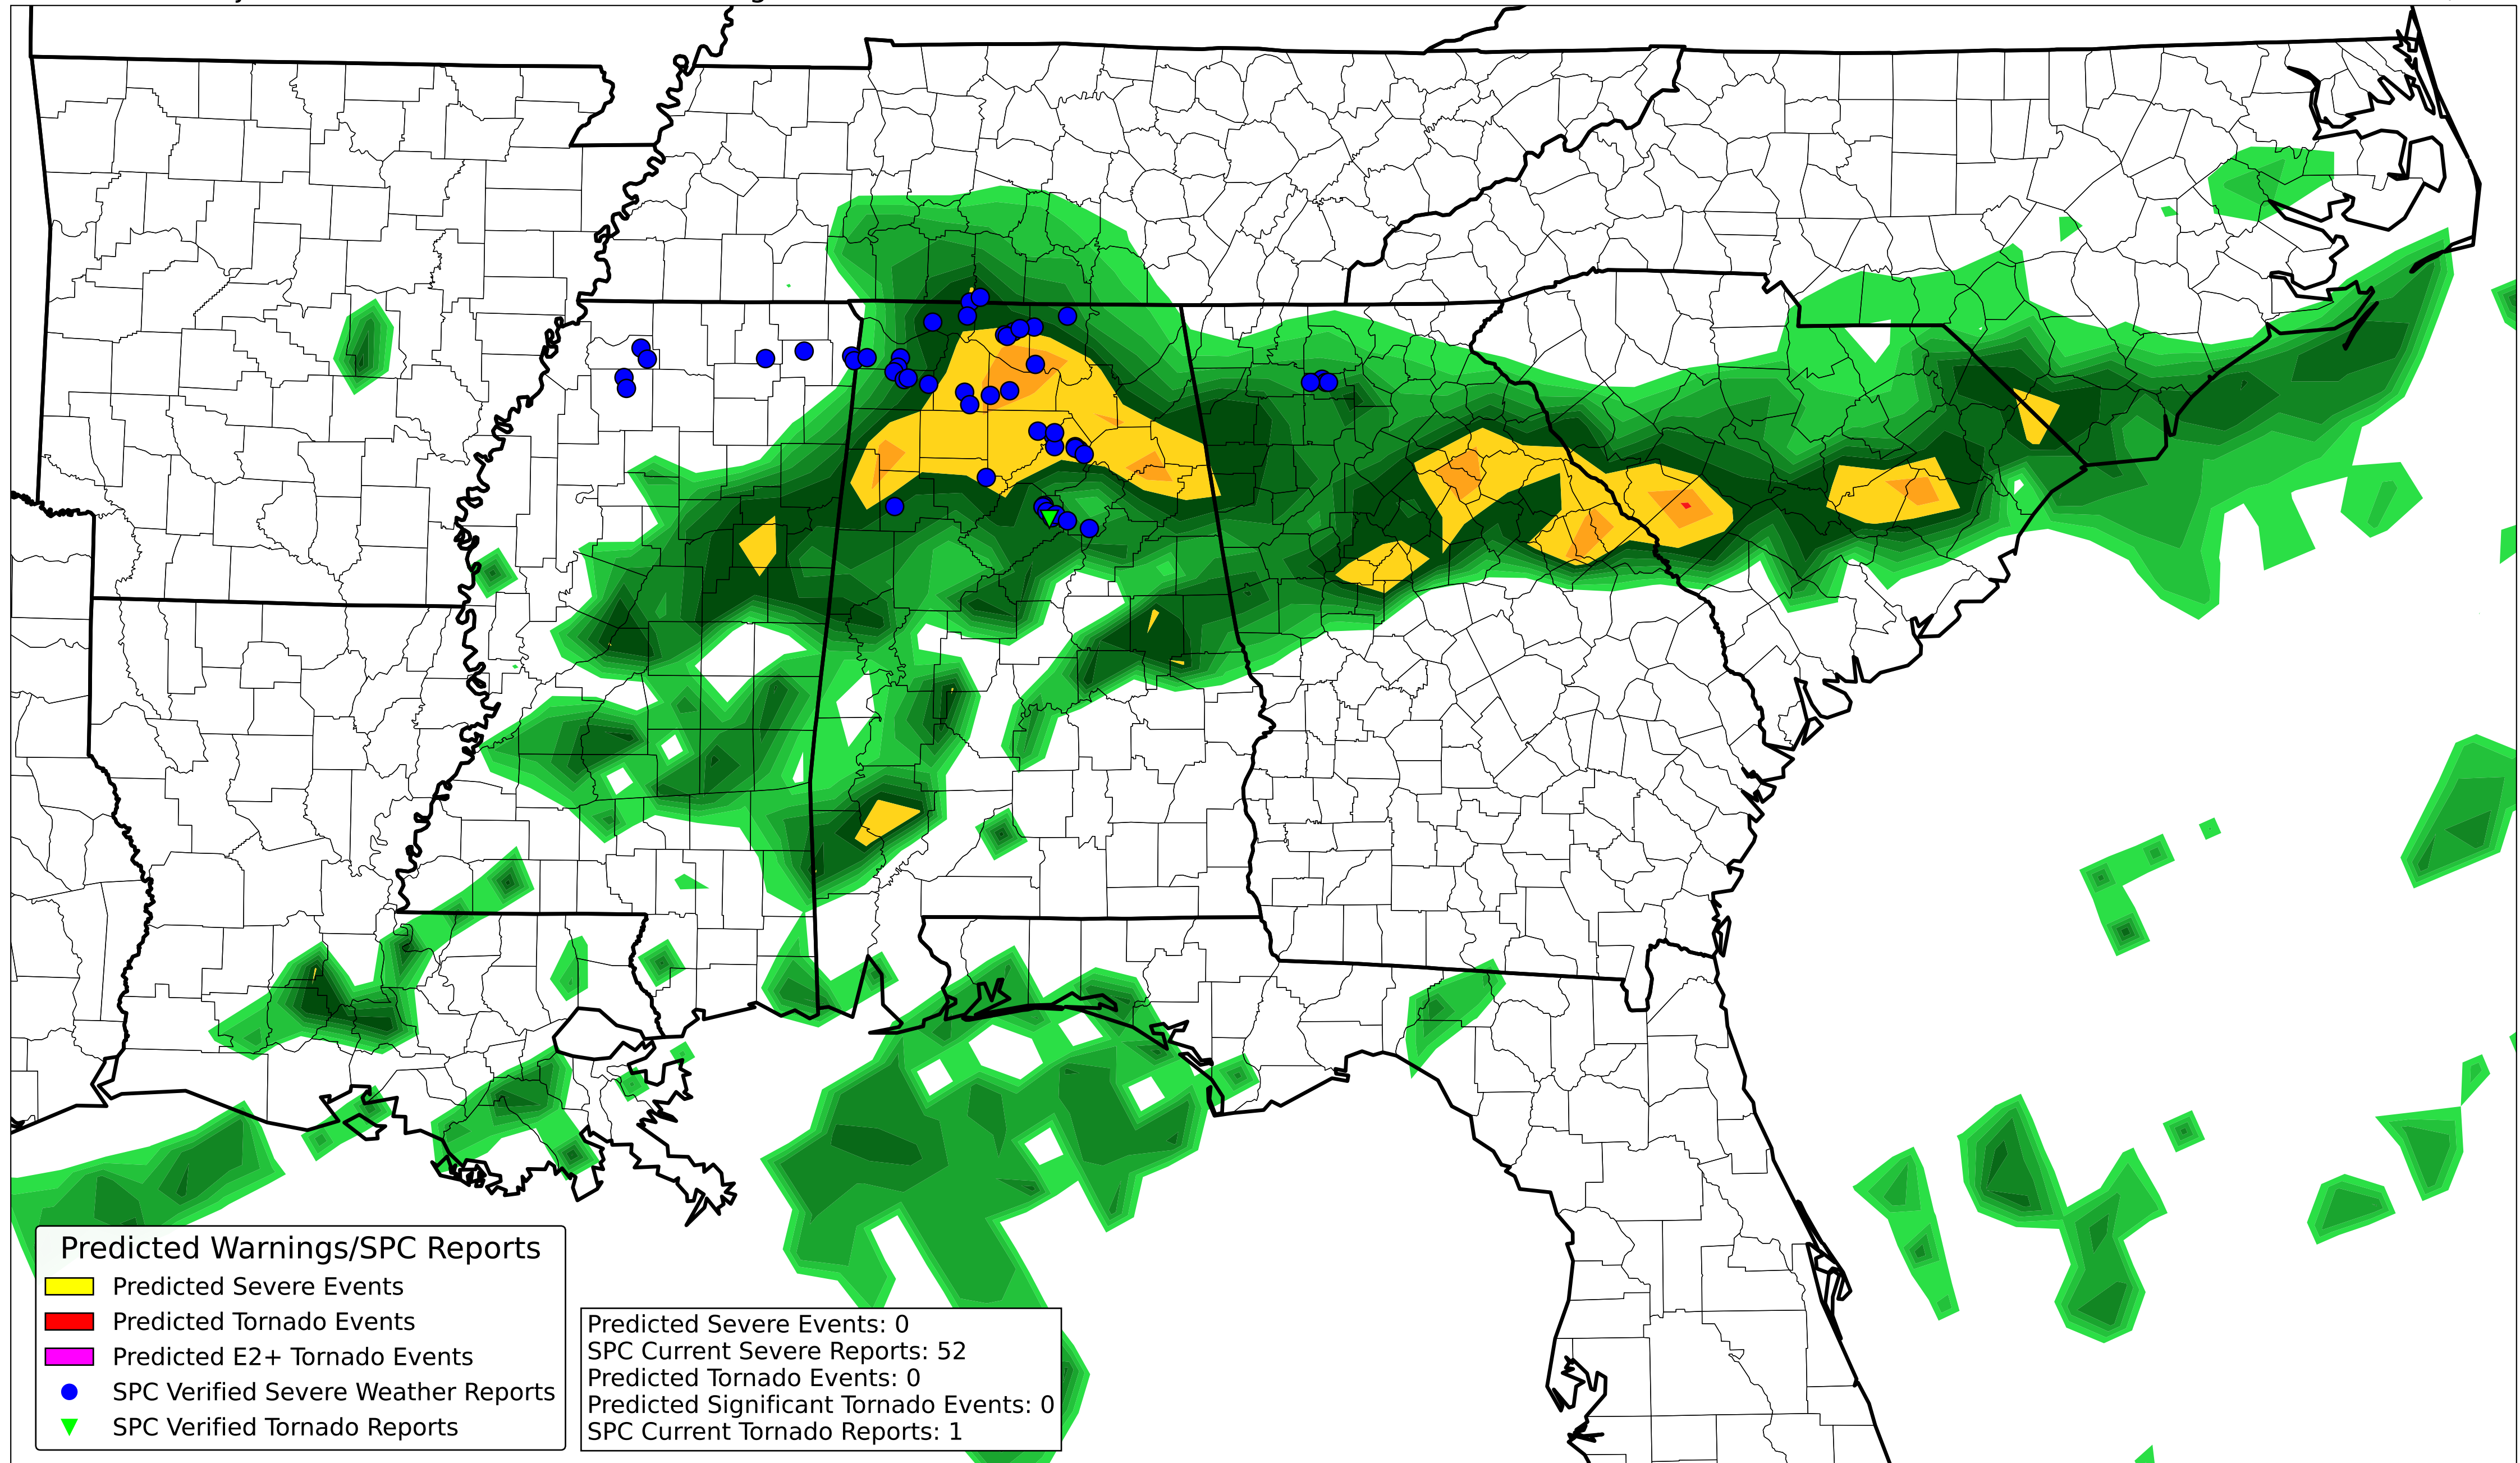 Predicted Warnings/SPC Reports
Predicted Severe Events
Predicted Tornado Events
Predicted E2+ Tornado Events
SPC Verified Severe Weather Reports
SPC Verified Tornado Reports
Predicted Severe Events: 0
SPC Current Severe Reports: 52
Predicted Tornado Events: 0
Predicted Significant Tornado Events: 0
SPC Current Tornado Reports: 1